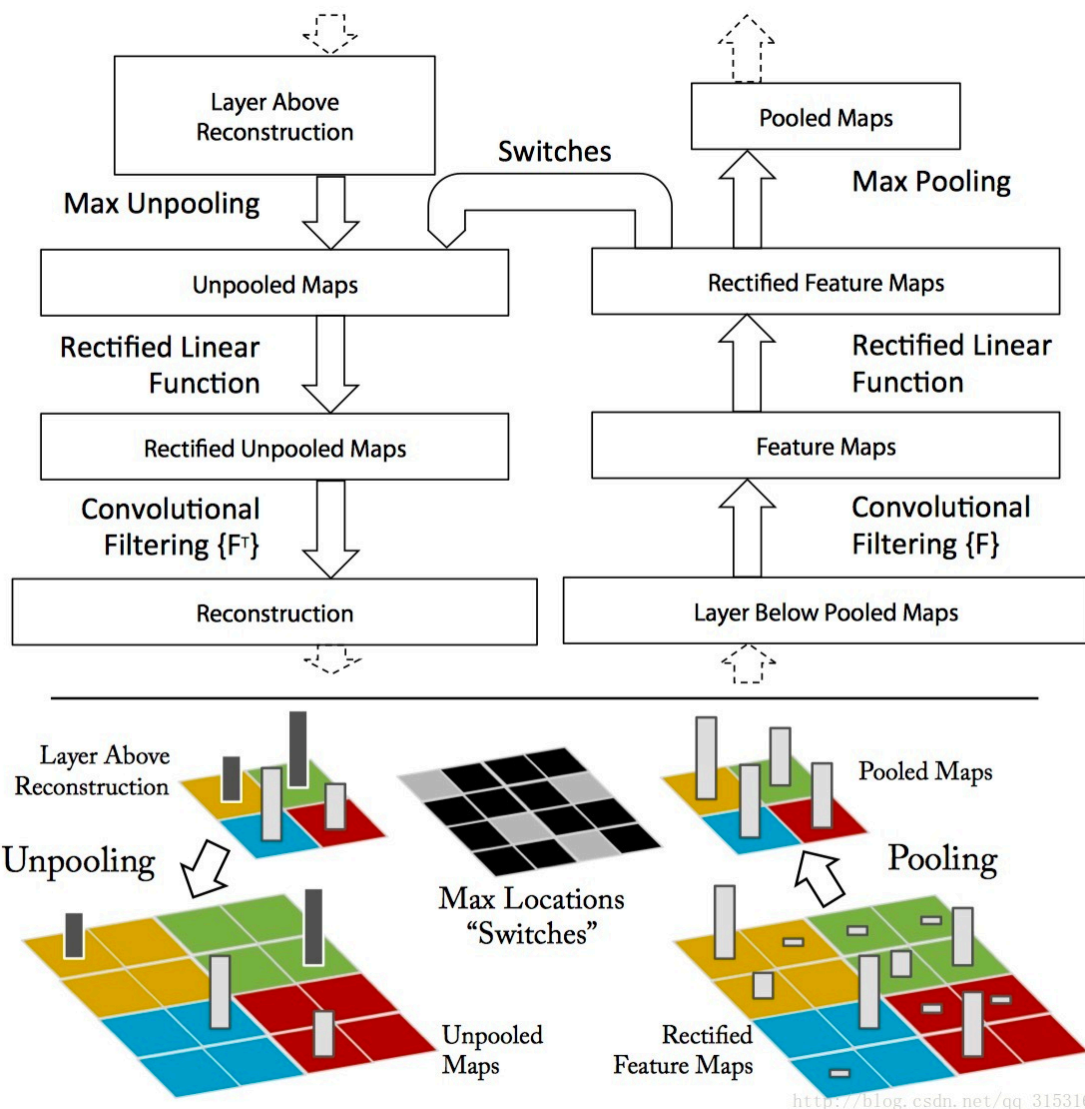 Layer Above
Reconstruction
Pooled Maps
Switches
Max Unpooling
Max Pooling
Unpooled Maps
Rectified Feature Maps
Rectified Linear
Function
Rectified Linear
Function
Rectified Unpooled Maps
Feature Maps
Convolutional
Filtering {Fᵀ}
Convolutional
Filtering {F}
Reconstruction
Layer Below Pooled Maps
Layer Above
Reconstruction
Pooled Maps
Unpooling
Pooling
Max Locations
“Switches”
Unpooled
Maps
Rectified
Feature Maps
http://blog.csdn.net/qq_315316